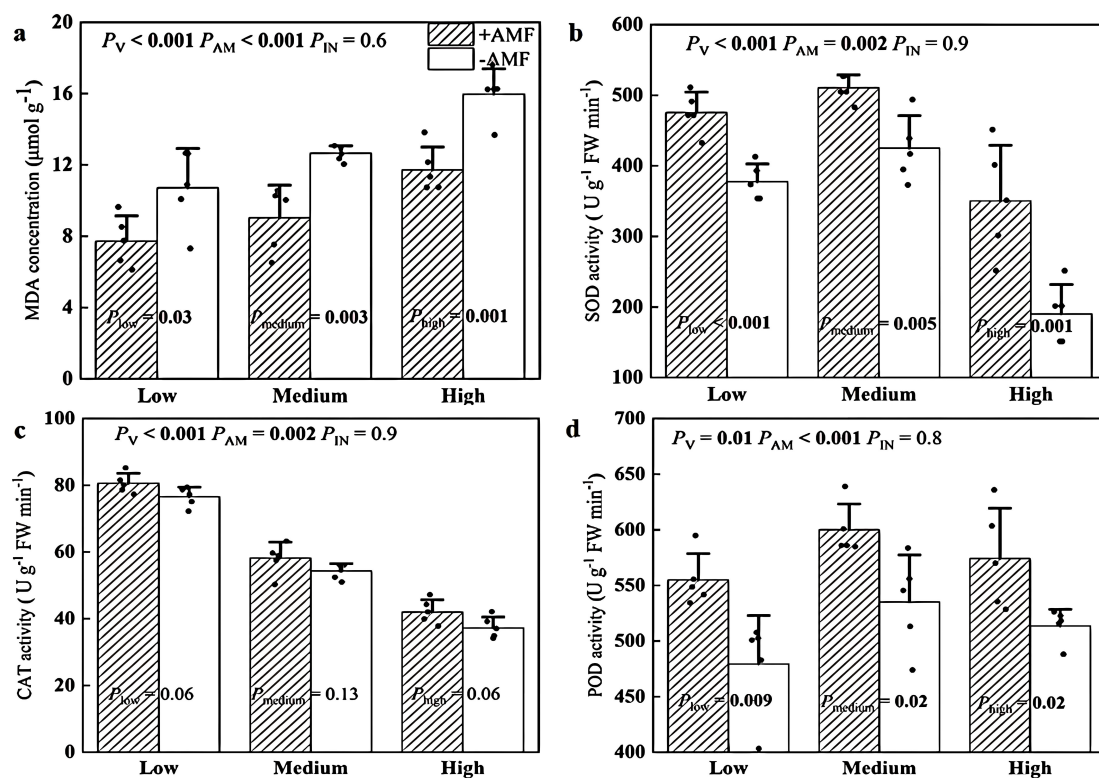 a
P_V < 0.001 P_AM < 0.001 P_IN = 0.6
+AMF
-AMF
MDA concentration (μmol g⁻¹)
20
16
12
8
4
0
P_low = 0.03
P_medium = 0.003
P_high = 0.001
Low
Medium
High
b
P_V < 0.001 P_AM = 0.002 P_IN = 0.9
SOD activity ( U g⁻¹ FW min⁻¹)
600
500
400
300
200
100
P_low < 0.001
P_medium = 0.005
P_high = 0.001
Low
Medium
High
c
P_V < 0.001 P_AM = 0.002 P_IN = 0.9
CAT activity ( U g⁻¹ FW min⁻¹)
100
80
60
40
20
0
P_low = 0.06
P_medium = 0.13
P_high = 0.06
Low
Medium
High
d
P_V = 0.01 P_AM < 0.001 P_IN = 0.8
POD activity (U g⁻¹ FW min⁻¹)
700
650
600
550
500
450
400
P_low = 0.009
P_medium = 0.02
P_high = 0.02
Low
Medium
High